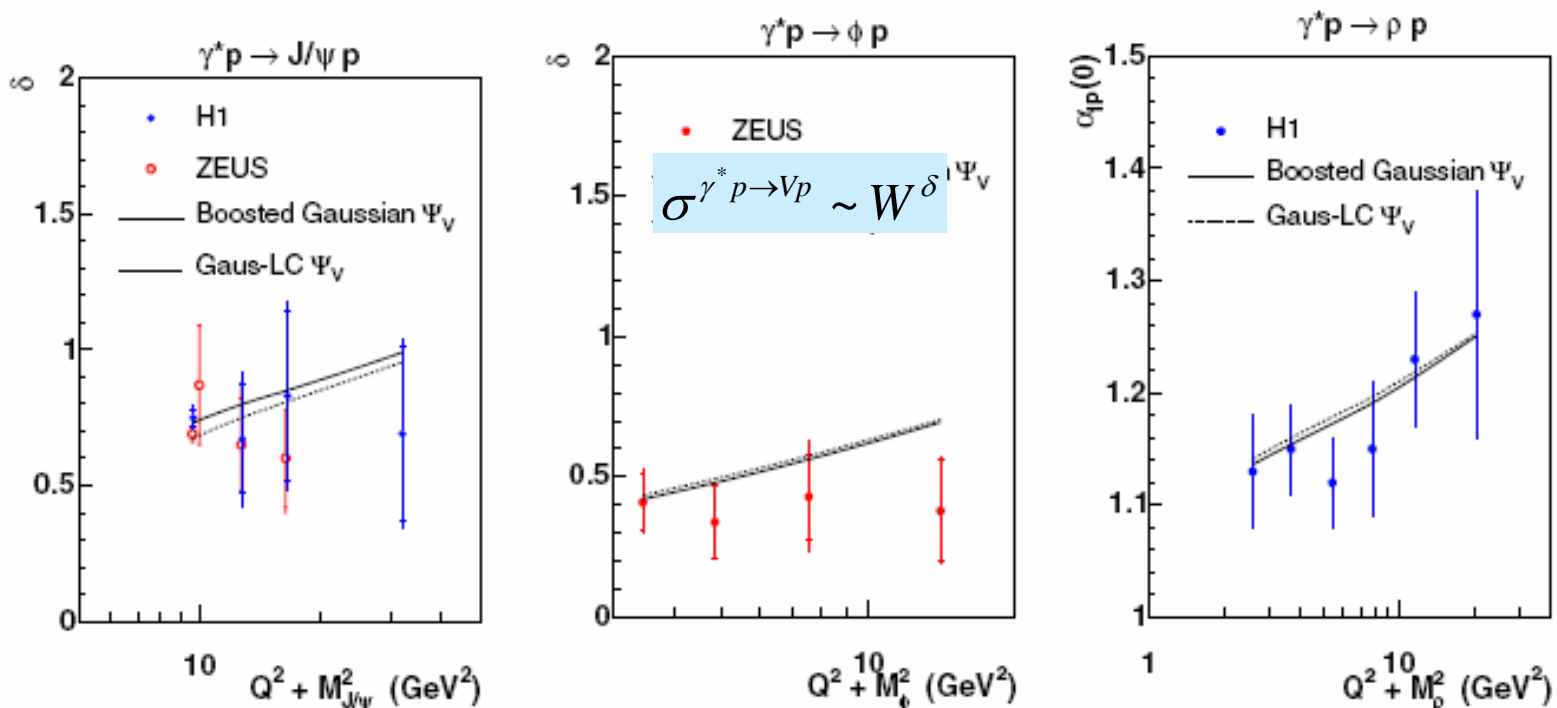 γ*p → J/ψ p
δ
2
1.5
1
0.5
0
H1
ZEUS
Boosted Gaussian Ψ_V
Gaus-LC Ψ_V
10
Q² + M²_J/ψ (GeV²)
γ*p → ϕ p
δ
2
1.5
1
0.5
0
ZEUS
n Ψ_V
σ^γ* p→Vp ~ W^δ
10
Q² + M²_ϕ (GeV²)
γ*p → ρ p
α_IP(0)
1.5
1.4
1.3
1.2
1.1
1
H1
Boosted Gaussian Ψ_V
Gaus-LC Ψ_V
1
10
Q² + M²_ρ (GeV²)